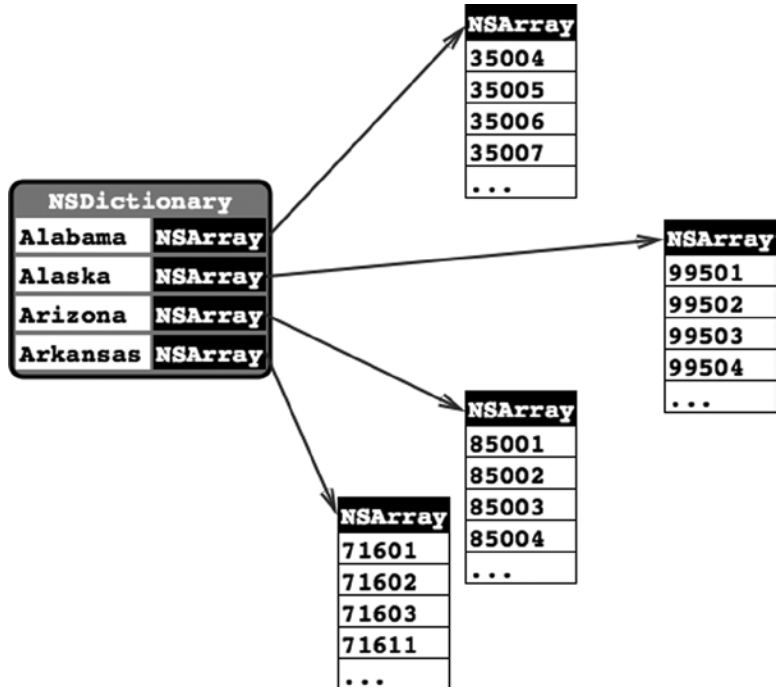 NSArray
35004
35005
35006
35007
...
NSDictionary
Alabama NSArray
Alaska NSArray
Arizona NSArray
Arkansas NSArray
NSArray
99501
99502
99503
99504
...
NSArray
85001
85002
85003
85004
...
NSArray
71601
71602
71603
71611
...